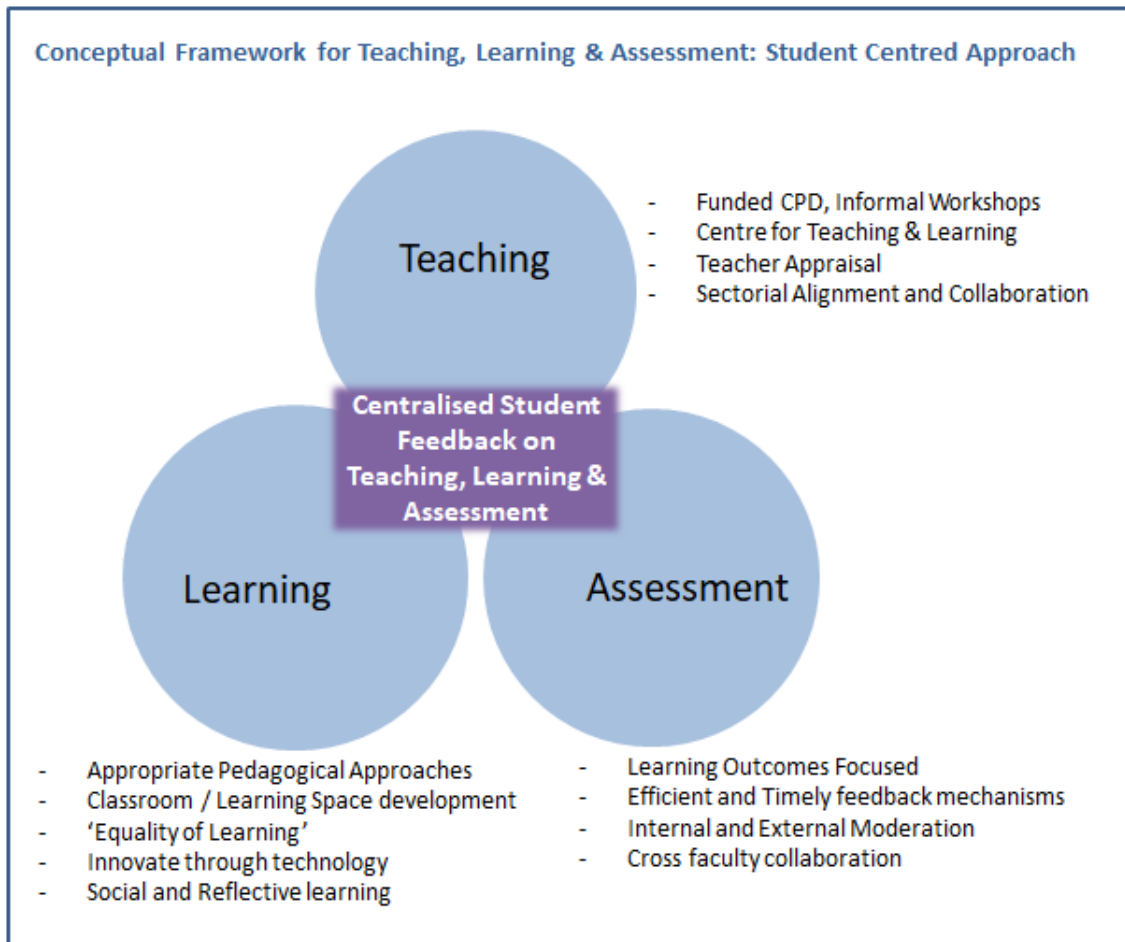 Conceptual Framework for Teaching, Learning & Assessment: Student Centred Approach
Teaching
- Funded CPD, Informal Workshops
- Centre for Teaching & Learning
- Teacher Appraisal
- Sectorial Alignment and Collaboration
Centralised Student
Feedback on
Teaching, Learning &
Assessment
Learning
Assessment
- Appropriate Pedagogical Approaches
- Classroom / Learning Space development
- ‘Equality of Learning’
- Innovate through technology
- Social and Reflective learning
- Learning Outcomes Focused
- Efficient and Timely feedback mechanisms
- Internal and External Moderation
- Cross faculty collaboration